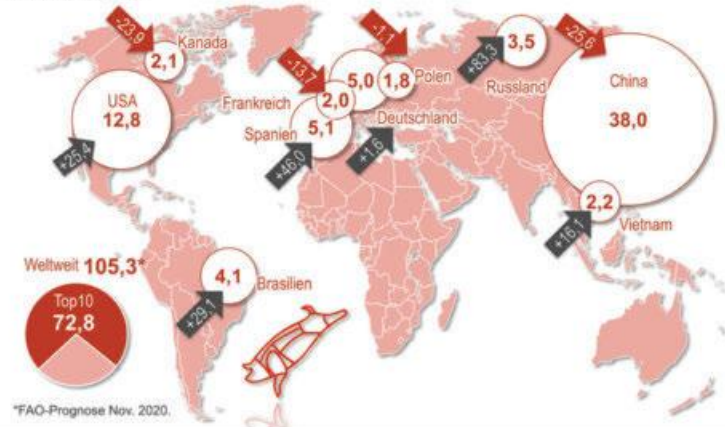 -23,9
Kanada
2,1
USA
12,8
+25,4
-13,7
Frankreich
2,0
5,0
-1,1
1,8
Polen
Deutschland
+1,6
Spanien
5,1
+46,0
3,5
+83,3
Russland
-25,6
China
38,0
2,2
Vietnam
+16,1
4,1
Brasilien
+29,1
Weltweit 105,3*
Top10
72,8
*FAO-Prognose Nov. 2020.